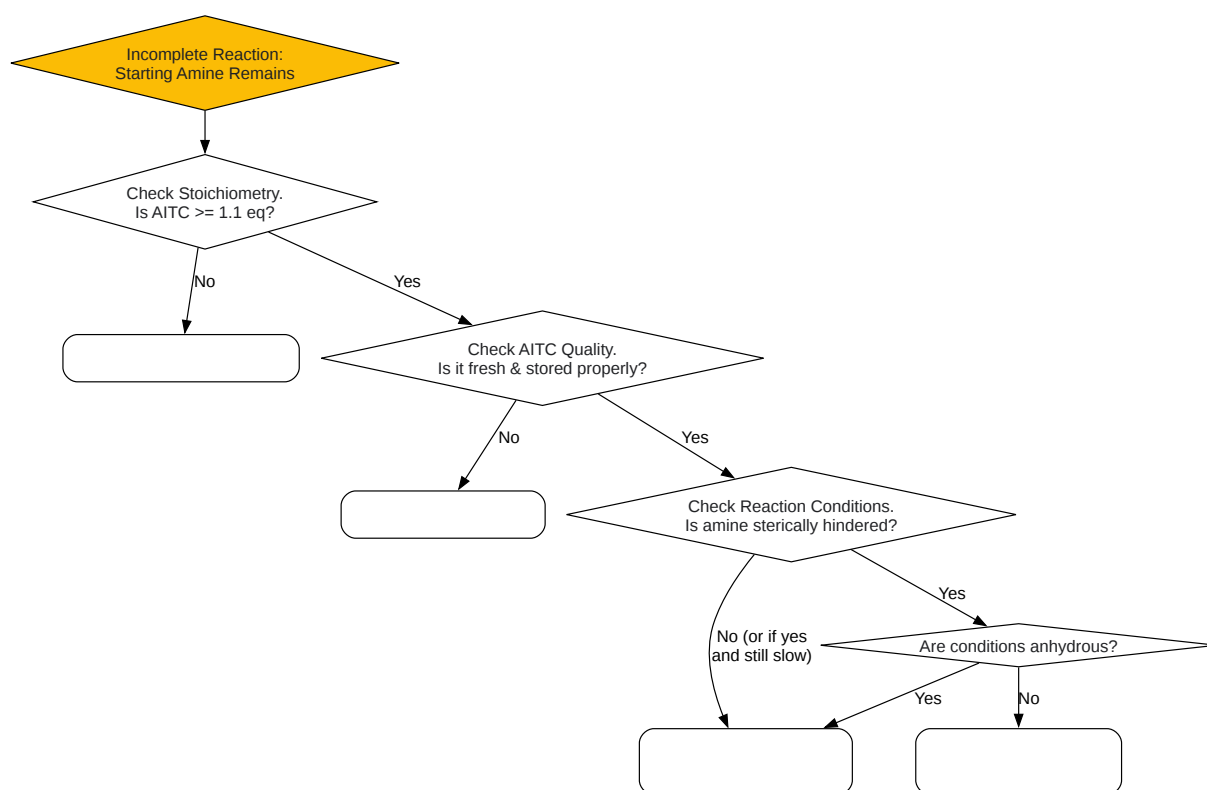 Incomplete Reaction:
Starting Amine Remains
Check Stoichiometry.
Is AITC >= 1.1 eq?
No
Yes
Check AITC Quality.
Is it fresh & stored properly?
No
Yes
Check Reaction Conditions.
Is amine sterically hindered?
Yes
No (or if yes
and still slow)
Are conditions anhydrous?
Yes
No